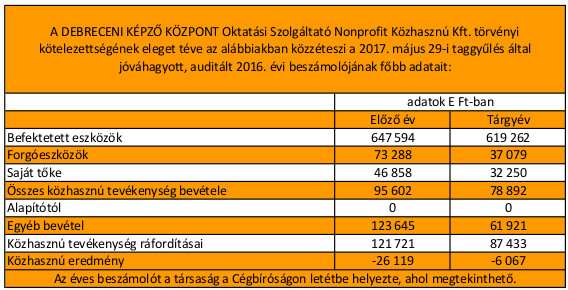 A DEBRECENI KÉPZŐ KÖZPONT Oktatási Szolgáltató Nonprofit Közhasznú Kft. törvényi
kötelezettségének eleget téve az alábbiakban közzéteszi a 2017. május 29-i taggyűlés által
jóváhagyott, auditált 2016. évi beszámolójának főbb adatait:
adatok E Ft-ban
Előző év Tárgyév
Befektetett eszközök 647 594 619 262
Forgóeszközök 73 288 37 079
Saját tőke 46 858 32 250
Összes közhasznú tevékenység bevétele 95 602 78 892
Alapítótól 0 0
Egyéb bevétel 123 645 61 921
Közhasznú tevékenység ráfordításai 121 721 87 433
Közhasznú eredmény -26 119 -6 067
Az éves beszámolót a társaság a Cégbíróságon letétbe helyezte, ahol megtekinthető.